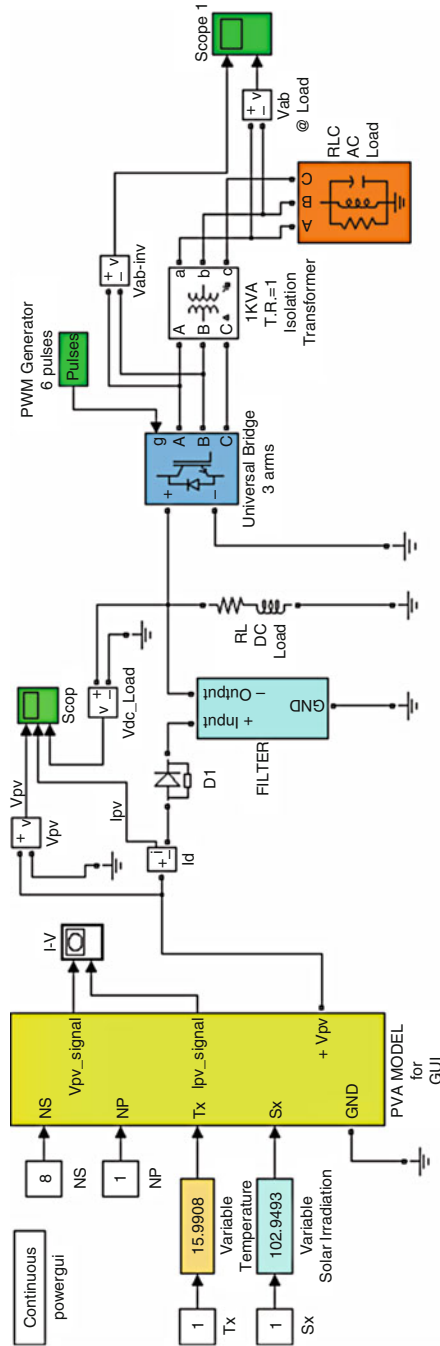 Continuous
powergui
8
NS
1
NP
1
Tx
15.9908
Variable
Temperature
1
Sx
102.9493
Variable
Solar Irradiation
NS
NP
Tx
Sx
GND
Vpv_signal
Ipv_signal
+ Vpv
PVA MODEL
for
GUI
I-V
+ v
Vpv
Vpv
Ipv
+ i
-
Id
Scop
v + -
Vdc_Load
D1
+ Input
- Output
GND
FILTER
RL
DC
Load
PWM Generator
6 pulses
Pulses
g
+
-
A
B
C
Universal Bridge
3 arms
+ v
-
Vab-inv
A
B
C
a
b
c
1KVA
T.R.=1
Isolation
Transformer
+ v
-
Vab
@ Load
Scope 1
A
B
C
RLC
AC
Load